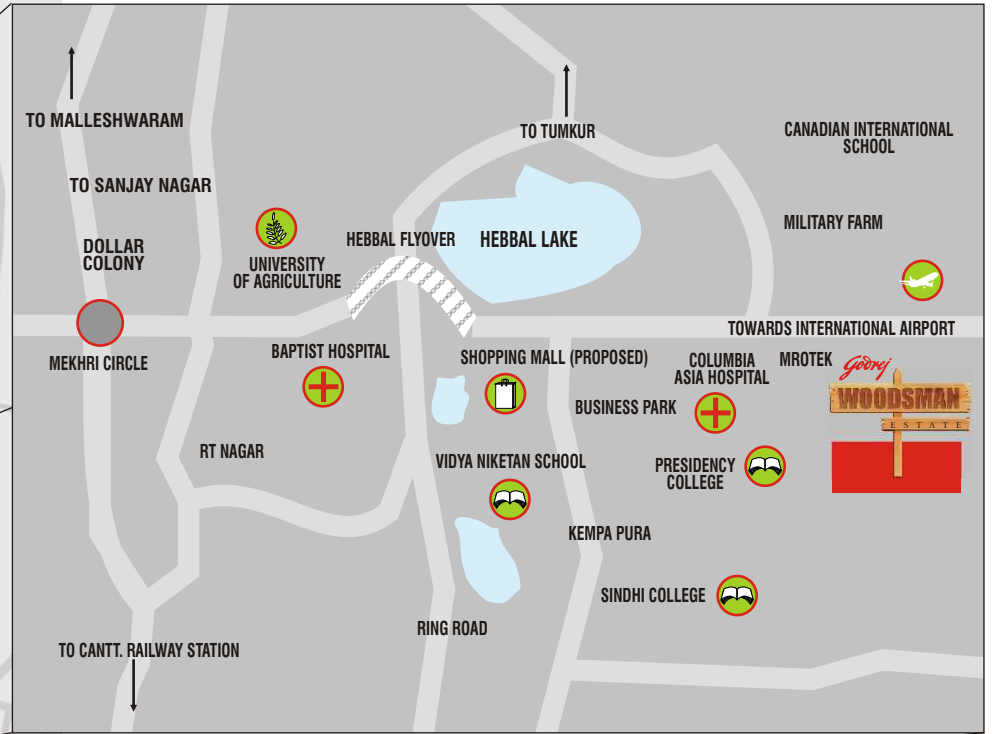 TO MALLESHWARAM
TO TUMKUR
CANADIAN INTERNATIONAL
SCHOOL
TO SANJAY NAGAR
MILITARY FARM
DOLLAR
COLONY
HEBBAL FLYOVER
HEBBAL LAKE
UNIVERSITY
OF AGRICULTURE
TOWARDS INTERNATIONAL AIRPORT
MEKHRI CIRCLE
BAPTIST HOSPITAL
SHOPPING MALL (PROPOSED)
COLUMBIA
ASIA HOSPITAL
MROTEK
Godrej
WOODSMAN
ESTATE
BUSINESS PARK
RT NAGAR
VIDYA NIKETAN SCHOOL
PRESIDENCY
COLLEGE
KEMPA PURA
SINDHI COLLEGE
RING ROAD
TO CANTT. RAILWAY STATION